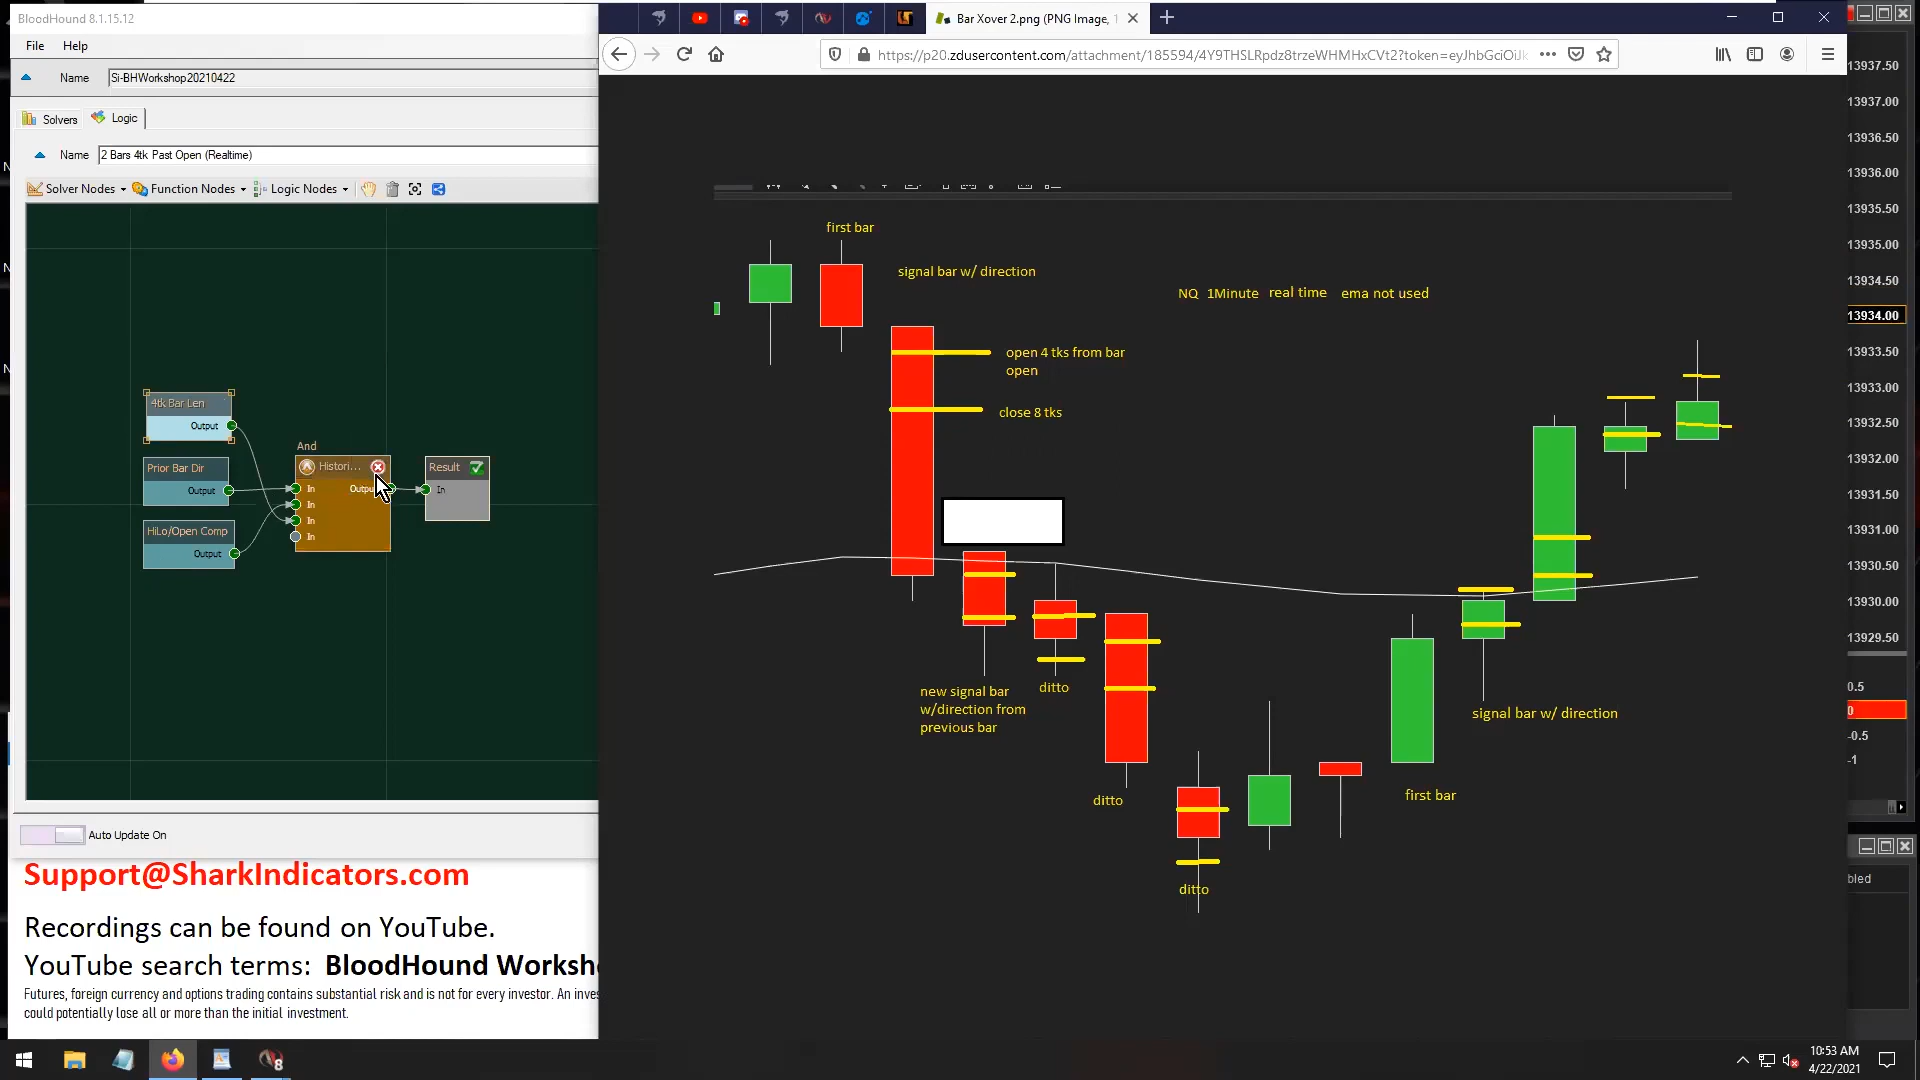 BloodHound 8.1.15.12
File Help
Name Si-BHWorkshop20210422
Solvers Logic
Name 2 Bars 4tk Past Open (Realtime)
Solver Nodes Function Nodes Logic Nodes
4tk Bar Len
Output
Prior Bar Dir
Output
HiLo/Open Comp
Output
And
Histori...
In Output
In
In
In
Result
In
Auto Update On
Support@SharkIndicators.com
Recordings can be found on YouTube.
YouTube search terms: BloodHound Worksh
Futures, foreign currency and options trading contains substantial risk and is not for every investor. An inves
could potentially lose all or more than the initial investment.
Bar Xover 2.png (PNG Image, 1
https://p20.zdusercontent.com/attachment/185594/4Y9THSLRpdz8trzeWHMHxCVt2?token=eyJhbGciOiJk
first bar
signal bar w/ direction
NQ 1Minute real time ema not used
open 4 tks from bar
open
close 8 tks
new signal bar
w/direction from
previous bar
ditto
ditto
ditto
first bar
signal bar w/ direction
13937.50
13937.00
13936.50
13936.00
13935.50
13935.00
13934.50
13934.00
13933.50
13933.00
13932.50
13932.00
13931.50
13931.00
13930.50
13930.00
13929.50
0.5
0
-0.5
-1
bled
10:53 AM
4/22/2021